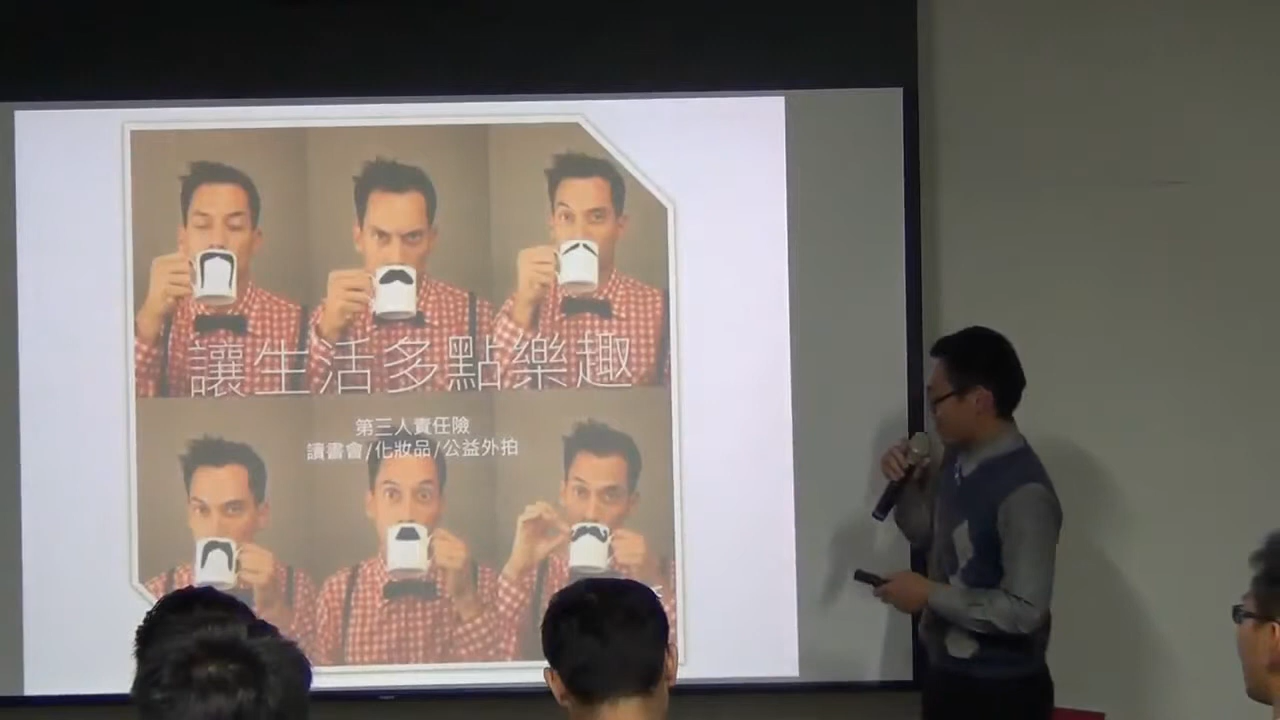 讓生活多點樂趣
第三人責任險
讀書會/化妝品/公益外拍